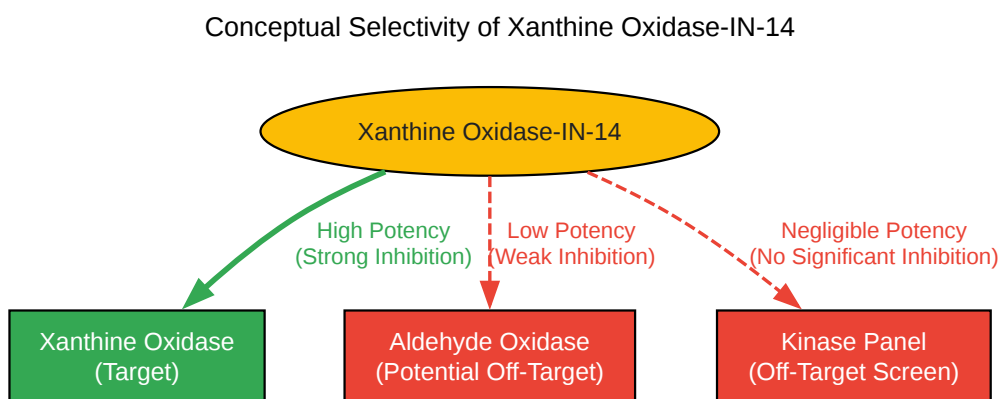 Conceptual Selectivity of Xanthine Oxidase-IN-14
Xanthine Oxidase-IN-14
High Potency
(Strong Inhibition)
Low Potency
(Weak Inhibition)
Negligible Potency
(No Significant Inhibition)
Xanthine Oxidase
(Target)
Aldehyde Oxidase
(Potential Off-Target)
Kinase Panel
(Off-Target Screen)